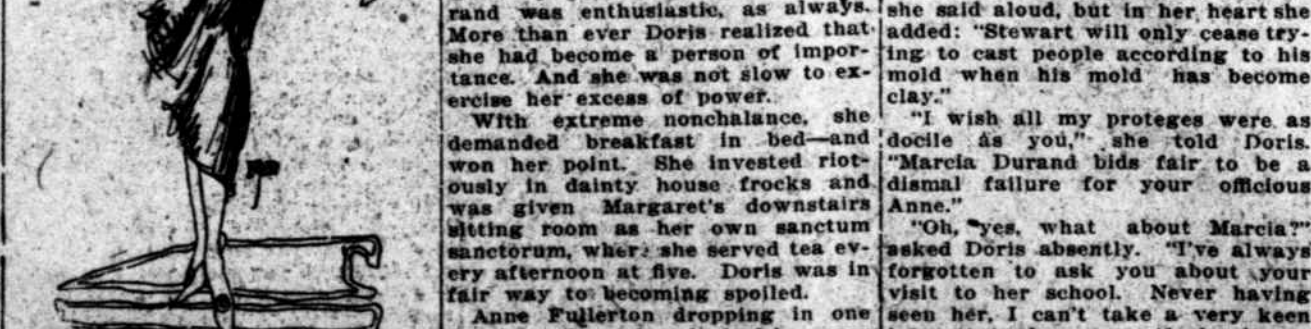 rand was enthusiastic, as always.
More than ever Doris realized that
she had become a person of impor-
tance. And she was not slow to ex-
ercise her excess of power.
With extreme nonchalance, she
demanded breakfast in bed—and
won her point. She invested riot-
ously in dainty house frocks and
was given Margaret's downstairs
sitting room as her own sanctum
sanctorum, where she served tea ev-
ery afternoon at five. Doris was in
fair way to becoming spoiled.
Anne Fullerton dropping in one
she said aloud, but in her heart she
added: "Stewart will only cease try-
ing to cast people according to his
mold when his mold has become
clay."
"I wish all my proteges were as
docile as you," she told Doris.
"Marcia Durand bids fair to be a
dismal failure for your officious
Anne."
"Oh, yes, what about Marcia?"
asked Doris absently. "I've always
forgotten to ask you about your
visit to her school. Never having
seen her, I can't take a very keen